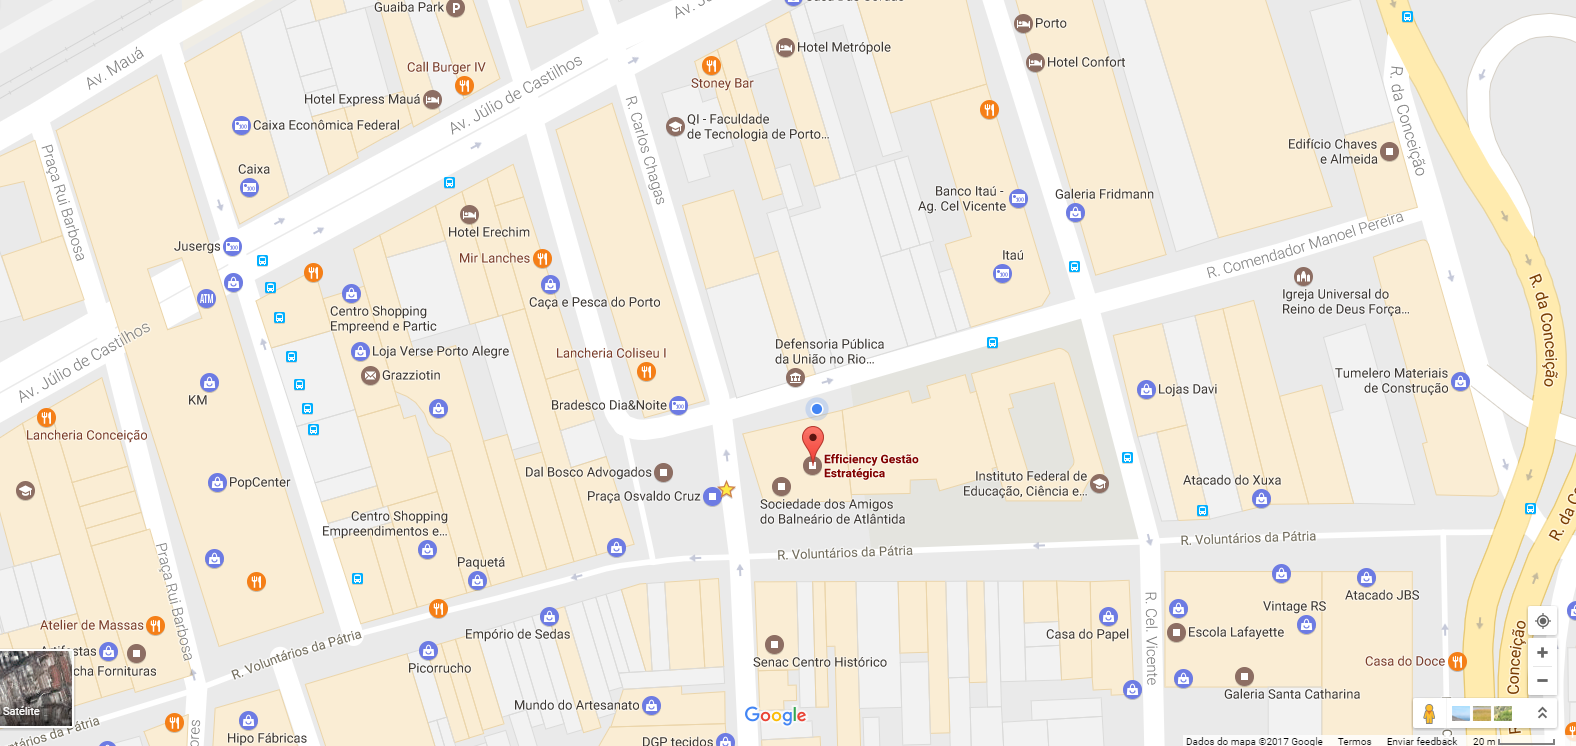 Guaiba Park
P
Av. Mauá
Call Burger IV
Hotel Express Mauá
Caixa Econômica Federal
Caixa
Av. Júlio de Castilhos
Stoney Bar
Hotel Metrópole
Porto
Hotel Confort
QI - Faculdade
de Tecnologia de Porto...
R. Carlos Chagas
Praça Rui Barbosa
R. da Conceição
Edifício Chaves
e Almeida
Banco Itaú -
Ag. Cel Vicente
Galeria Fridmann
Itaú
R. Comendador Manoel Pereira
Igreja Universal do
Reino de Deus Força...
Jusergs
ATM
Hotel Erechim
Mir Lanches
Caça e Pesca do Porto
Centro Shopping
Empreend e Partic
Loja Verse Porto Alegre
Grazziotin
Lancheria Coliseu I
Bradesco Dia&Noite
Defensoria Pública
da União no Rio...
R. da Conceição
Tumelero Materiais
de Construção
Lojas Davi
Av. Júlio de Castilhos
KM
Lancheria Conceição
PopCenter
Dal Bosco Advogados
Praça Osvaldo Cruz
Efficiency Gestão
Estratégica
Sociedade dos Amigos
do Balneário de Atlântida
Instituto Federal de
Educação, Ciência e...
Atacado do Xuxa
Centro Shopping
Empreendimentos e...
Paquetá
R. Voluntários da Pátria
R. Voluntários da Pátria
Praça Rui Barbosa
Atelier de Massas
R. Voluntários da Pátria
Empório de Sedas
Picorrucho
Senac Centro Histórico
Casa do Papel
R. Cel. Vicente
Vintage RS
Atacado JBS
Escola Lafayette
Galeria Santa Catharina
Casa do Doce
Conceição
Satélite
Hipo Fábricas
Mundo do Artesanato
DGP tecidos
Google
Dados do mapa ©2017 Google Termos Enviar feedback 20 m